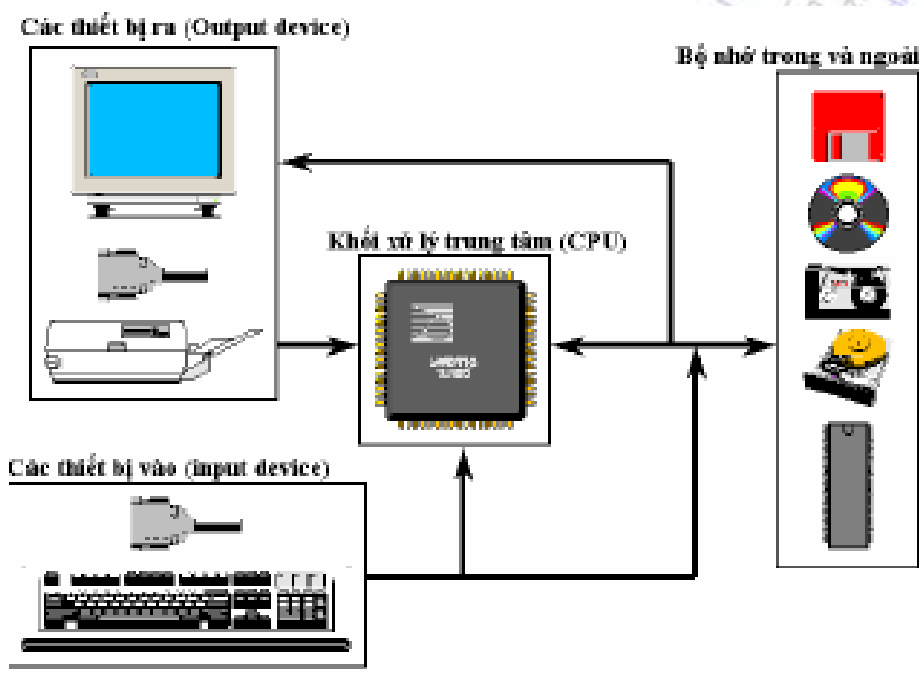 Các thiết bị ra (Output device)
Bộ nhớ trong và ngoài
Khối xử lý trung tâm (CPU)
Các thiết bị vào (input device)